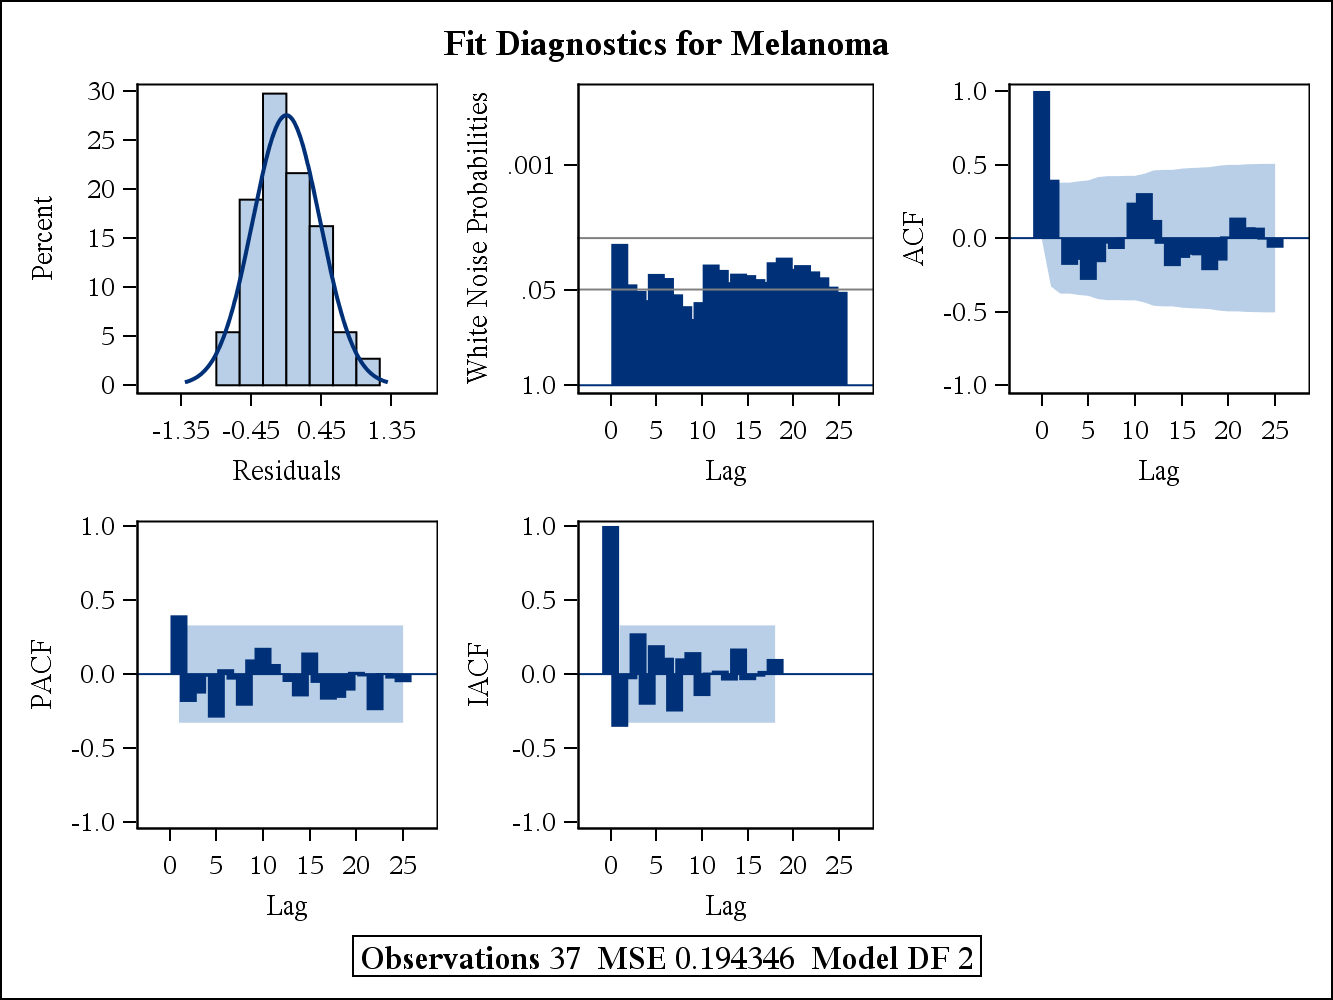 Fit Diagnostics for Melanoma
Percent
30
25
20
15
10
5
0
-1.35 -0.45 0.45 1.35
Residuals
White Noise Probabilities
.001
.05
1.0
0 5 10 15 20 25
Lag
ACF
1.0
0.5
0.0
-0.5
-1.0
0 5 10 15 20 25
Lag
PACF
1.0
0.5
0.0
-0.5
-1.0
0 5 10 15 20 25
Lag
IACF
1.0
0.5
0.0
-0.5
-1.0
0 5 10 15 20 25
Lag
Observations 37 MSE 0.194346 Model DF 2